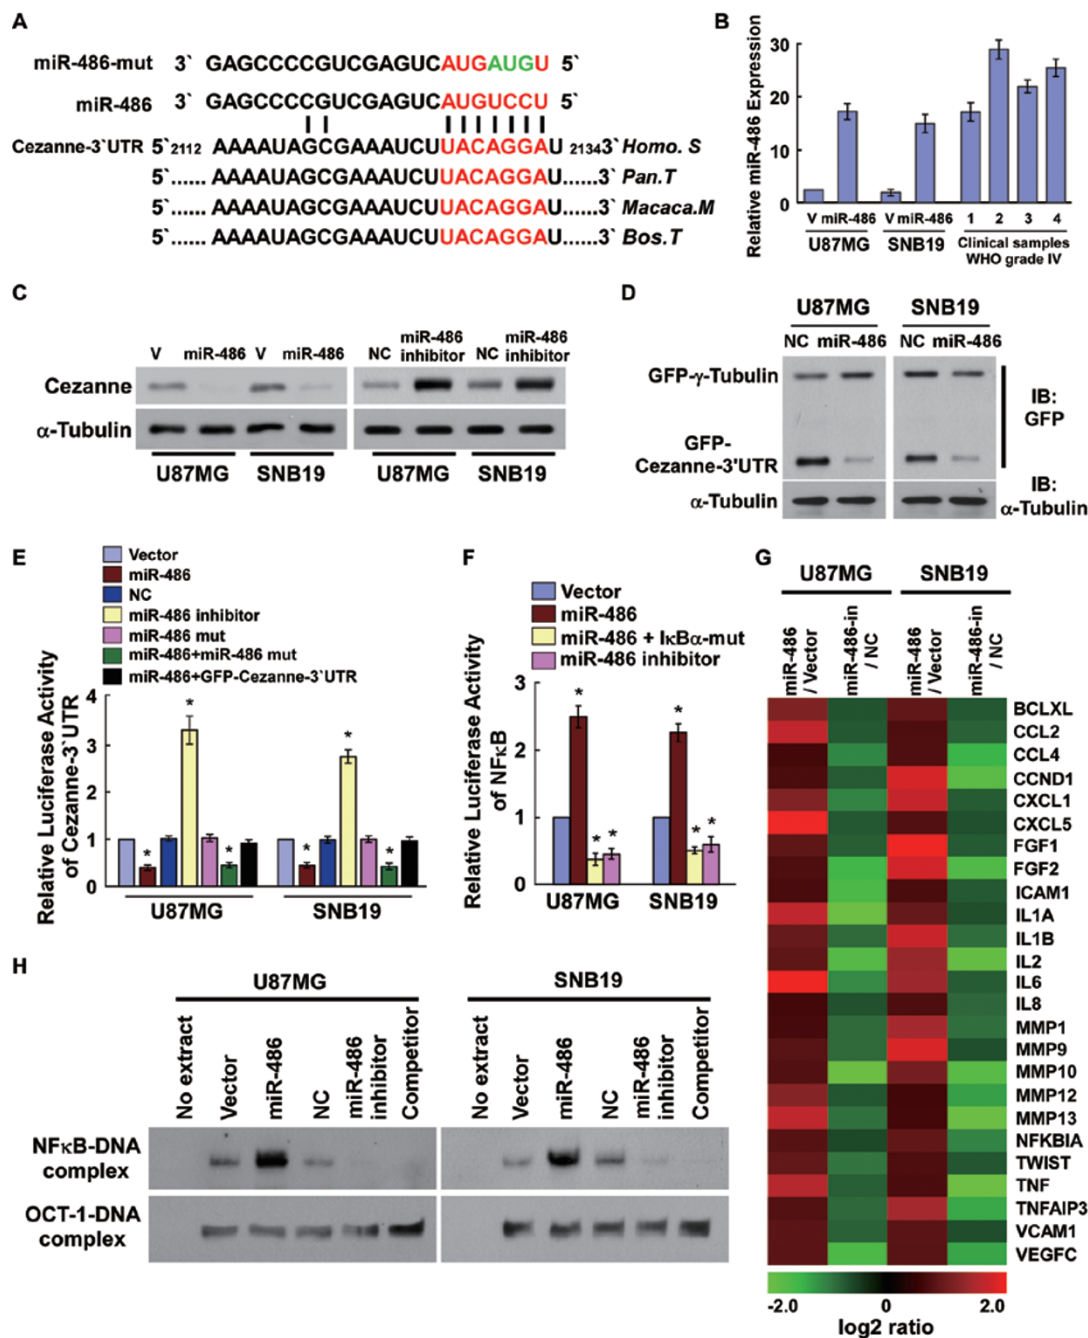 A
miR-486-mut 3` GAGCCCCGUCGAGUCAUGAUGU 5`
miR-486 3` GAGCCCCGUCGAGUCAUGUCCU 5`
Cezanne-3`UTR 5` 2112 AAAAUAGCGAAAUCUUACAGGAU 2134 3` Homo. S
5`...... AAAAUAGCGAAAUCUUACAGGAU......3` Pan.T
5`...... AAAAUAGCGAAAUCUUACAGGAU......3` Macaca.M
5`...... AAAAUAGCGAAAUCUUACAGGAU......3` Bos.T
B
Relative miR-486 Expression
30
20
10
0
V miR-486 V miR-486 1 2 3 4
U87MG SNB19 Clinical samples
WHO grade IV
C
V miR-486 V miR-486 NC miR-486 inhibitor NC miR-486 inhibitor
Cezanne
α-Tubulin
U87MG SNB19 U87MG SNB19
D
U87MG SNB19
NC miR-486 NC miR-486
GFP-γ-Tubulin
IB:
GFP
GFP-
Cezanne-3'UTR
α-Tubulin
IB:
α-Tubulin
E
Vector
miR-486
NC
miR-486 inhibitor
miR-486 mut
miR-486+miR-486 mut
miR-486+GFP-Cezanne-3`UTR
Relative Luciferase Activity
of Cezanne-3`UTR
4
3
2
1
0
* * * * * *
U87MG SNB19
F
Vector
miR-486
miR-486 + IκBα-mut
miR-486 inhibitor
Relative Luciferase Activity
of NFκB
3
2
1
0
* * * * * *
U87MG SNB19
G
U87MG SNB19
miR-486
/ Vector
miR-486-in
/ NC
miR-486
/ Vector
miR-486-in
/ NC
BCLXL
CCL2
CCL4
CCND1
CXCL1
CXCL5
FGF1
FGF2
ICAM1
IL1A
IL1B
IL2
IL6
IL8
MMP1
MMP9
MMP10
MMP12
MMP13
NFKBIA
TWIST
TNF
TNFAIP3
VCAM1
VEGFC
-2.0 0 2.0
log2 ratio
H
U87MG SNB19
No extract
Vector
miR-486
NC
miR-486
inhibitor
Competitor
No extract
Vector
miR-486
NC
miR-486
inhibitor
Competitor
NFκB-DNA
complex
OCT-1-DNA
complex